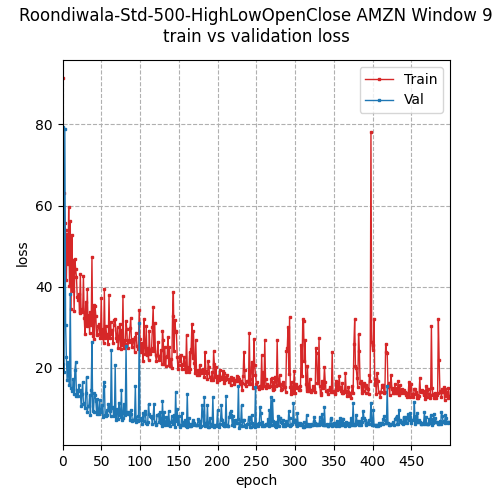 Roondiwala-Std-500-HighLowOpenClose AMZN Window 9
train vs validation loss
Train
Val
80
60
40
20
loss
0 50 100 150 200 250 300 350 400 450
epoch